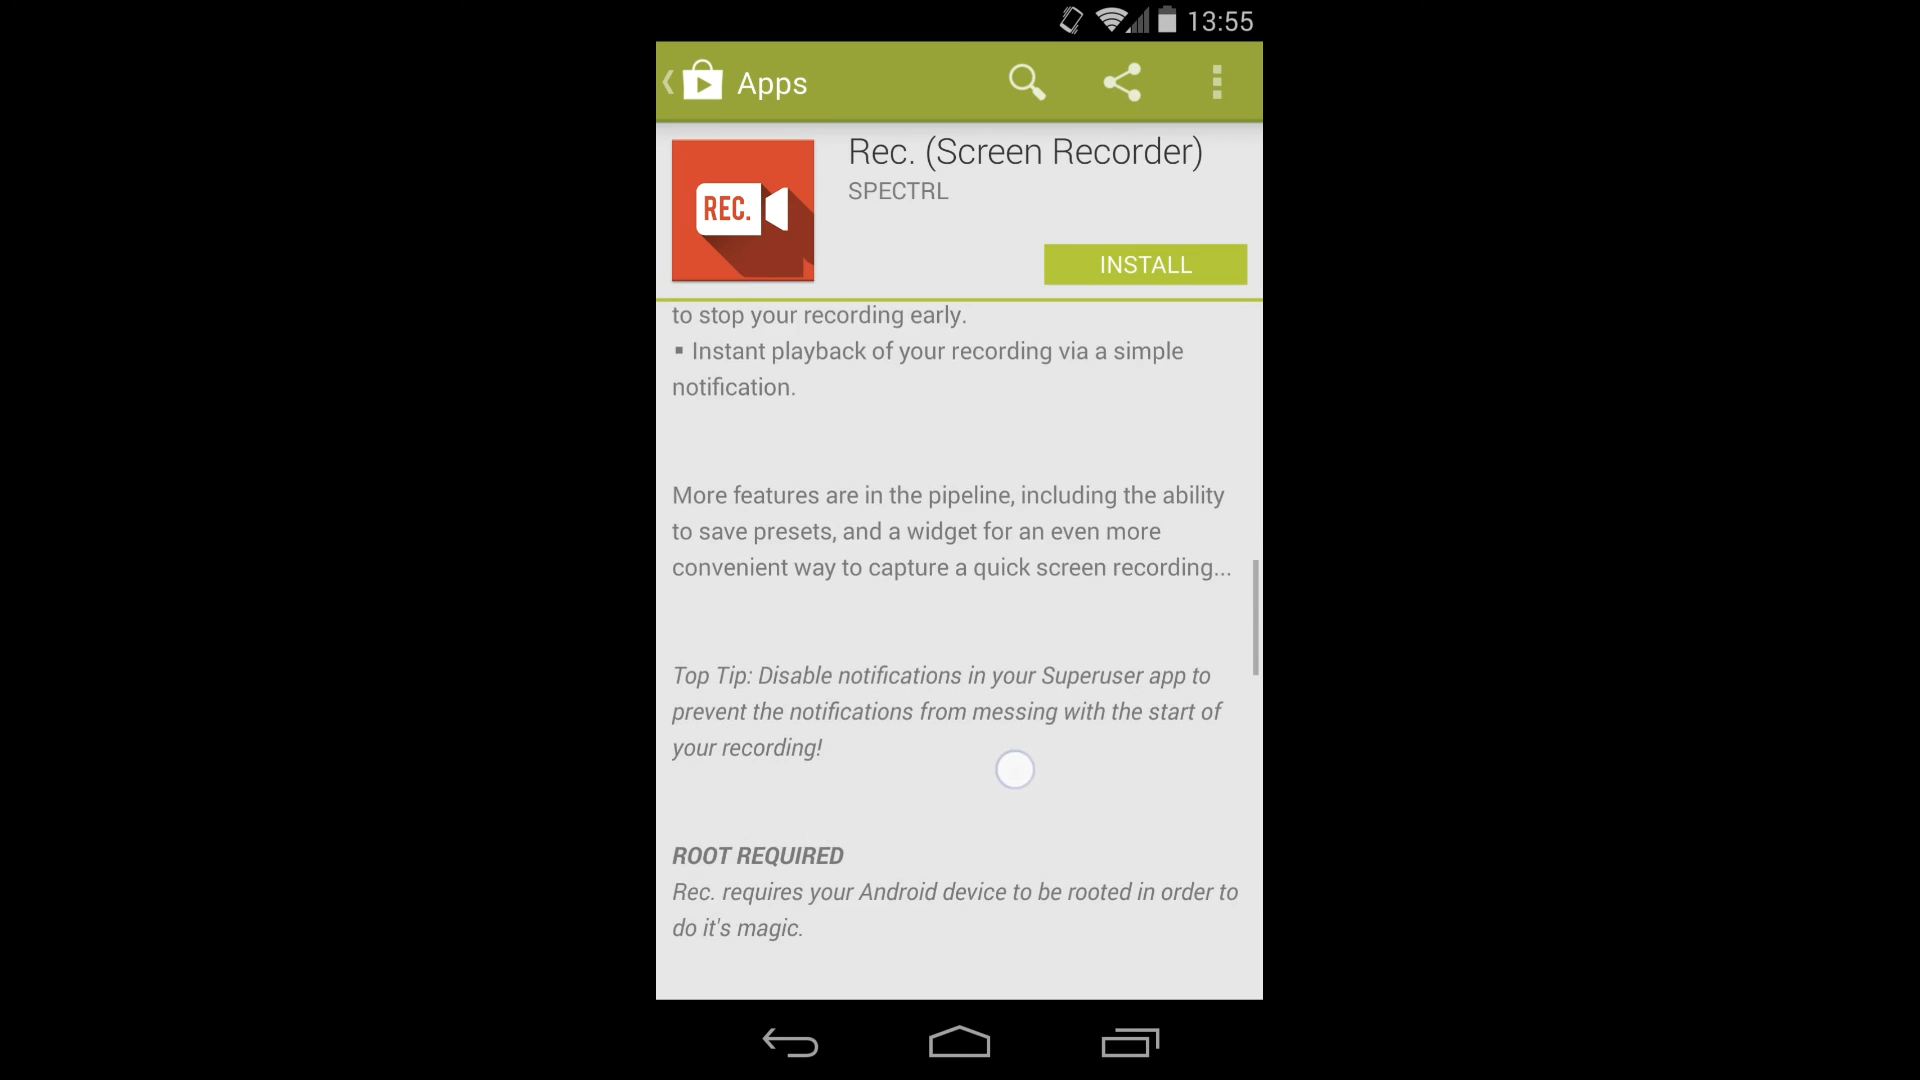 13:55
Apps
Rec. (Screen Recorder)
SPECTRL
REC.
INSTALL
to stop your recording early.
▪ Instant playback of your recording via a simple
notification.
More features are in the pipeline, including the ability
to save presets, and a widget for an even more
convenient way to capture a quick screen recording...
Top Tip: Disable notifications in your Superuser app to
prevent the notifications from messing with the start of
your recording!
ROOT REQUIRED
Rec. requires your Android device to be rooted in order to
do it's magic.